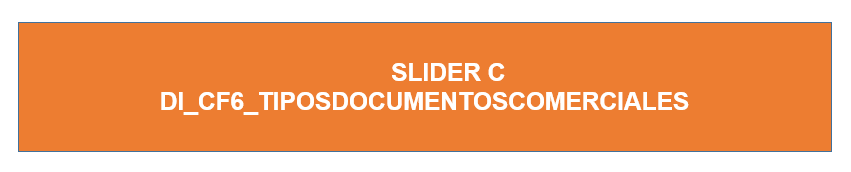 SLIDER C
DI_CF6_TIPOSDOCUMENTOSCOMERCIALES